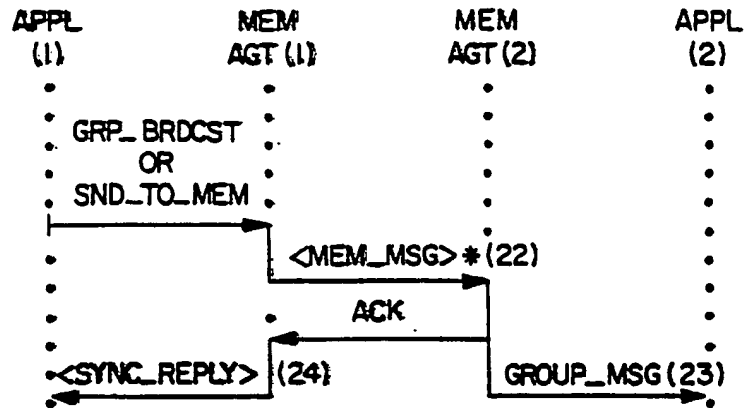 APPL MEM MEM APPL
(1) AGT (1) AGT (2) (2)
GRP_BRDCST
OR
SND_TO_MEM
<MEM_MSG>*(22)
ACK
<SYNC_REPLY> (24) GROUP_MSG (23)